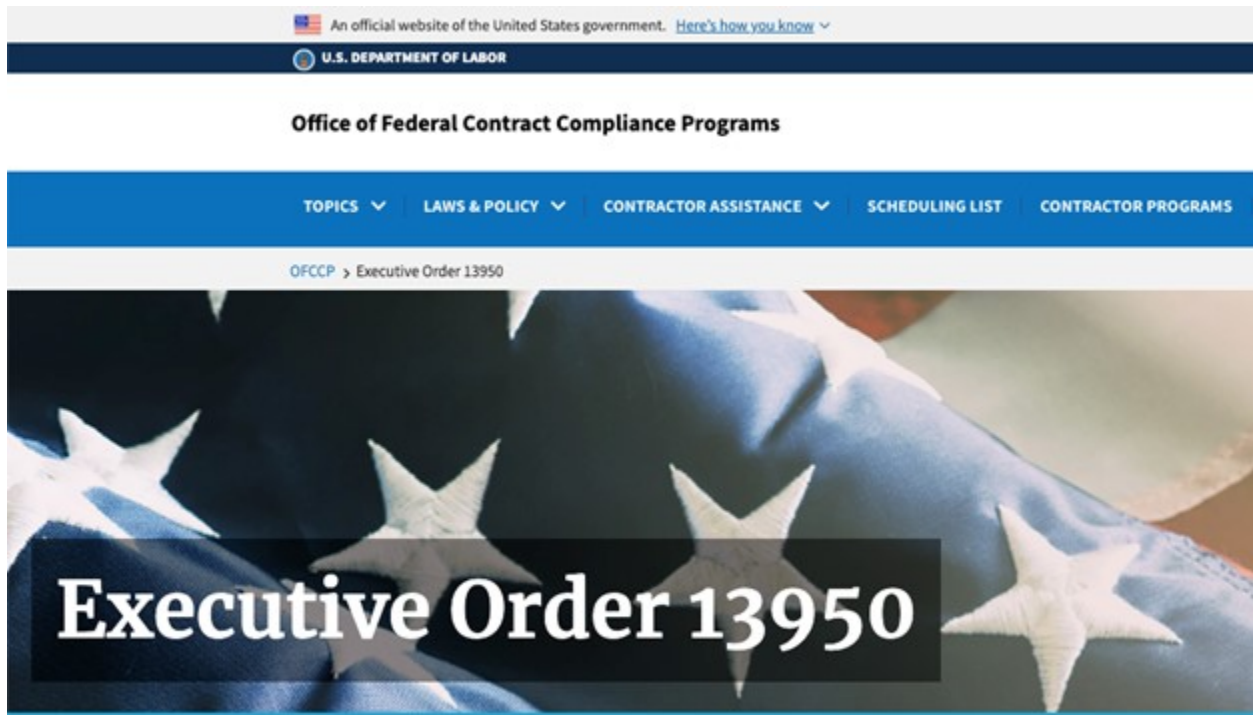 An official website of the United States government. Here's how you know
U.S. DEPARTMENT OF LABOR
Office of Federal Contract Compliance Programs
TOPICS LAWS & POLICY CONTRACTOR ASSISTANCE SCHEDULING LIST CONTRACTOR PROGRAMS
OFCCP > Executive Order 13950
Executive Order 13950